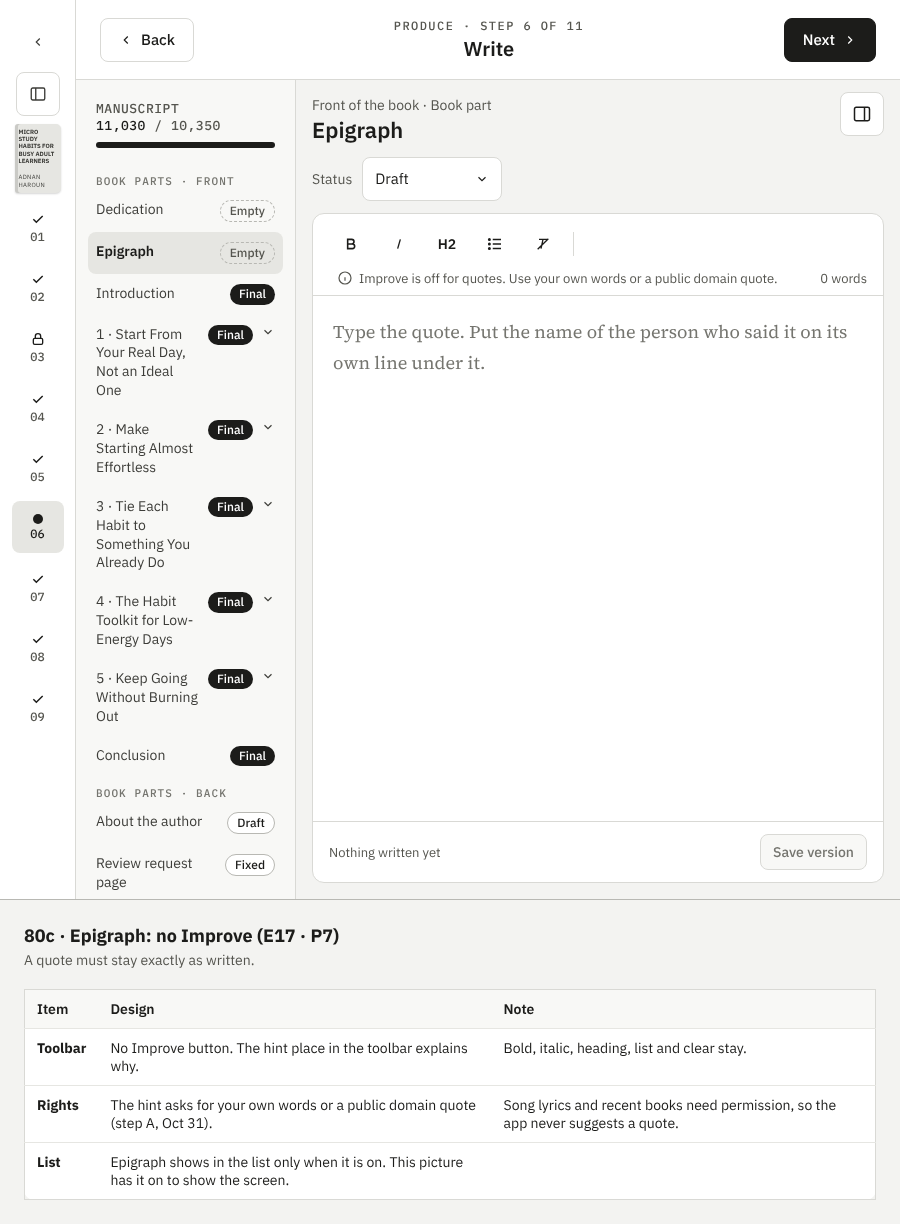 PRODUCE · STEP 6 OF 11
Back
Write
Next
MICRO
STUDY
HABITS FOR
BUSY ADULT
LEARNERS
ADNAN
HAROUN
01
02
03
04
05
06
07
08
09
MANUSCRIPT
11,030 / 10,350
BOOK PARTS · FRONT
Dedication Empty
Epigraph Empty
Introduction Final
1 · Start From Final
Your Real Day,
Not an Ideal
One
2 · Make Final
Starting Almost
Effortless
3 · Tie Each Final
Habit to
Something You
Already Do
4 · The Habit Final
Toolkit for Low-
Energy Days
5 · Keep Going Final
Without Burning
Out
Conclusion Final
BOOK PARTS · BACK
About the author Draft
Review request Fixed
page
Front of the book · Book part
Epigraph
Status Draft
B I H2
Improve is off for quotes. Use your own words or a public domain quote. 0 words
Type the quote. Put the name of the person who said it on its
own line under it.
Nothing written yet Save version
80c · Epigraph: no Improve (E17 · P7)
A quote must stay exactly as written.
Item Design Note
Toolbar No Improve button. The hint place in the toolbar explains Bold, italic, heading, list and clear stay.
why.
Rights The hint asks for your own words or a public domain quote Song lyrics and recent books need permission, so the
(step A, Oct 31). app never suggests a quote.
List Epigraph shows in the list only when it is on. This picture
has it on to show the screen.